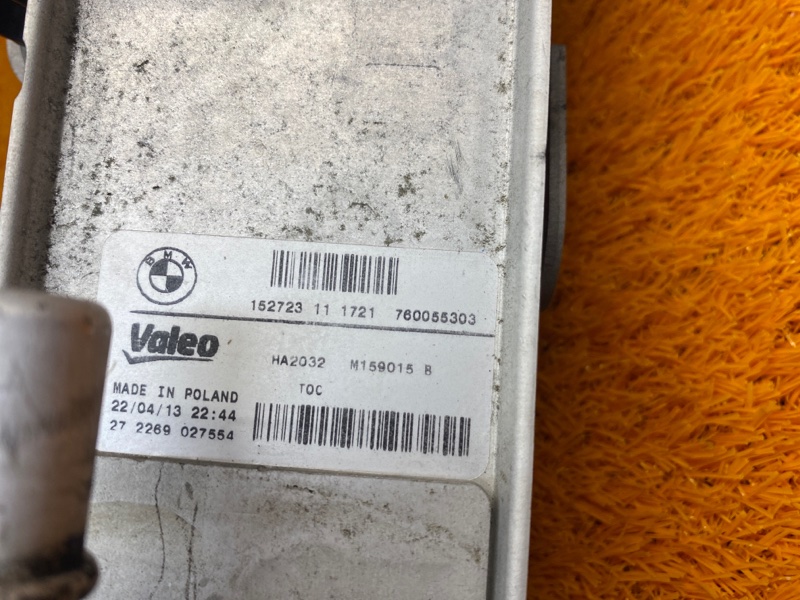 BMW
152723 11 1721 760055303
Valeo
HA2032 M159015 B
MADE IN POLAND
TOC
22/04/13 22:44
27 2269 027554